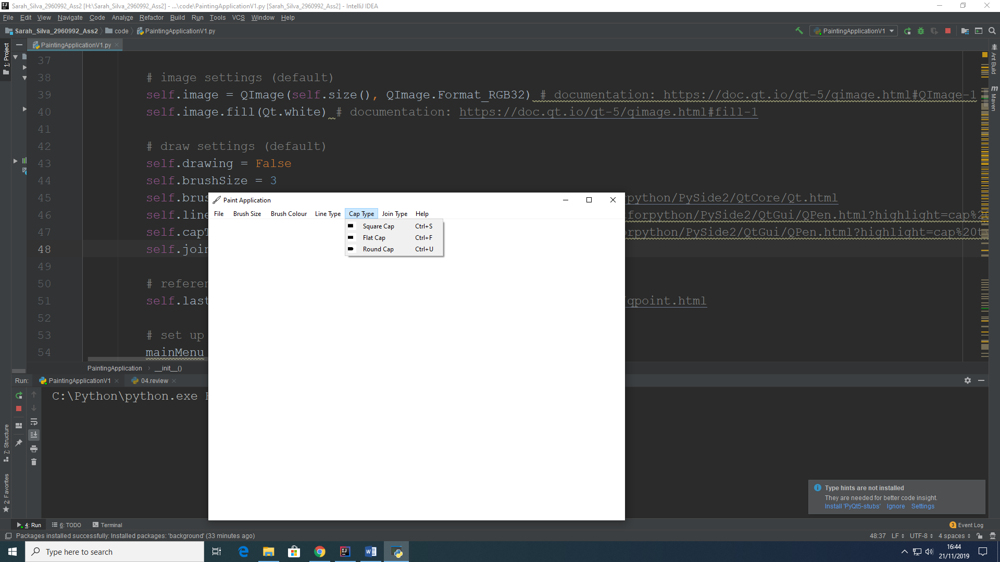 Sarah_Silva_2960992_Ass2 [H:\Sarah_Silva_2960992_Ass2] - ...\code\PaintingApplicationV1.py [Sarah_Silva_2960992_Ass2] - IntelliJ IDEA
File Edit View Navigate Code Analyze Refactor Build Run Tools VCS Window Help
Sarah_Silva_2960992_Ass2 code PaintingApplicationV1.py PaintingApplicationV1
1: Project
PaintingApplicationV1.py
Ant Build
Maven
37
38 # image settings (default)
39 self.image = QImage(self.size(), QImage.Format_RGB32) # documentation: https://doc.qt.io/qt-5/qimage.html#QImage-1
40 self.image.fill(Qt.white) # documentation: https://doc.qt.io/qt-5/qimage.html#fill-1
41
42 # draw settings (default)
43 self.drawing = False
44 self.brushSize = 3
45 self.brus rpython/PySide2/QtCore/Qt.html
46 self.line forpython/PySide2/QtGui/QPen.html?highlight=cap%20
47 self.capT rpython/PySide2/QtGui/QPen.html?highlight=cap%20t
48 self.join
49
50 # referen
51 self.last /qpoint.html
52
53 # set up
54 mainMenu
Paint Application
File Brush Size Brush Colour Line Type Cap Type Join Type Help
Square Cap Ctrl+S
Flat Cap Ctrl+F
Round Cap Ctrl+U
PaintingApplication __init__()
Run: PaintingApplicationV1 04.review
C:\Python\python.exe
7: Structure
2: Favorites
Type hints are not installed
They are needed for better code insight.
Install 'PyQt5-stubs' Ignore Settings
4: Run 6: TODO Terminal 3 Event Log
Packages installed successfully: Installed packages: 'background' (33 minutes ago) 48:37 LF UTF-8 4 spaces
Type here to search
16:44
21/11/2019